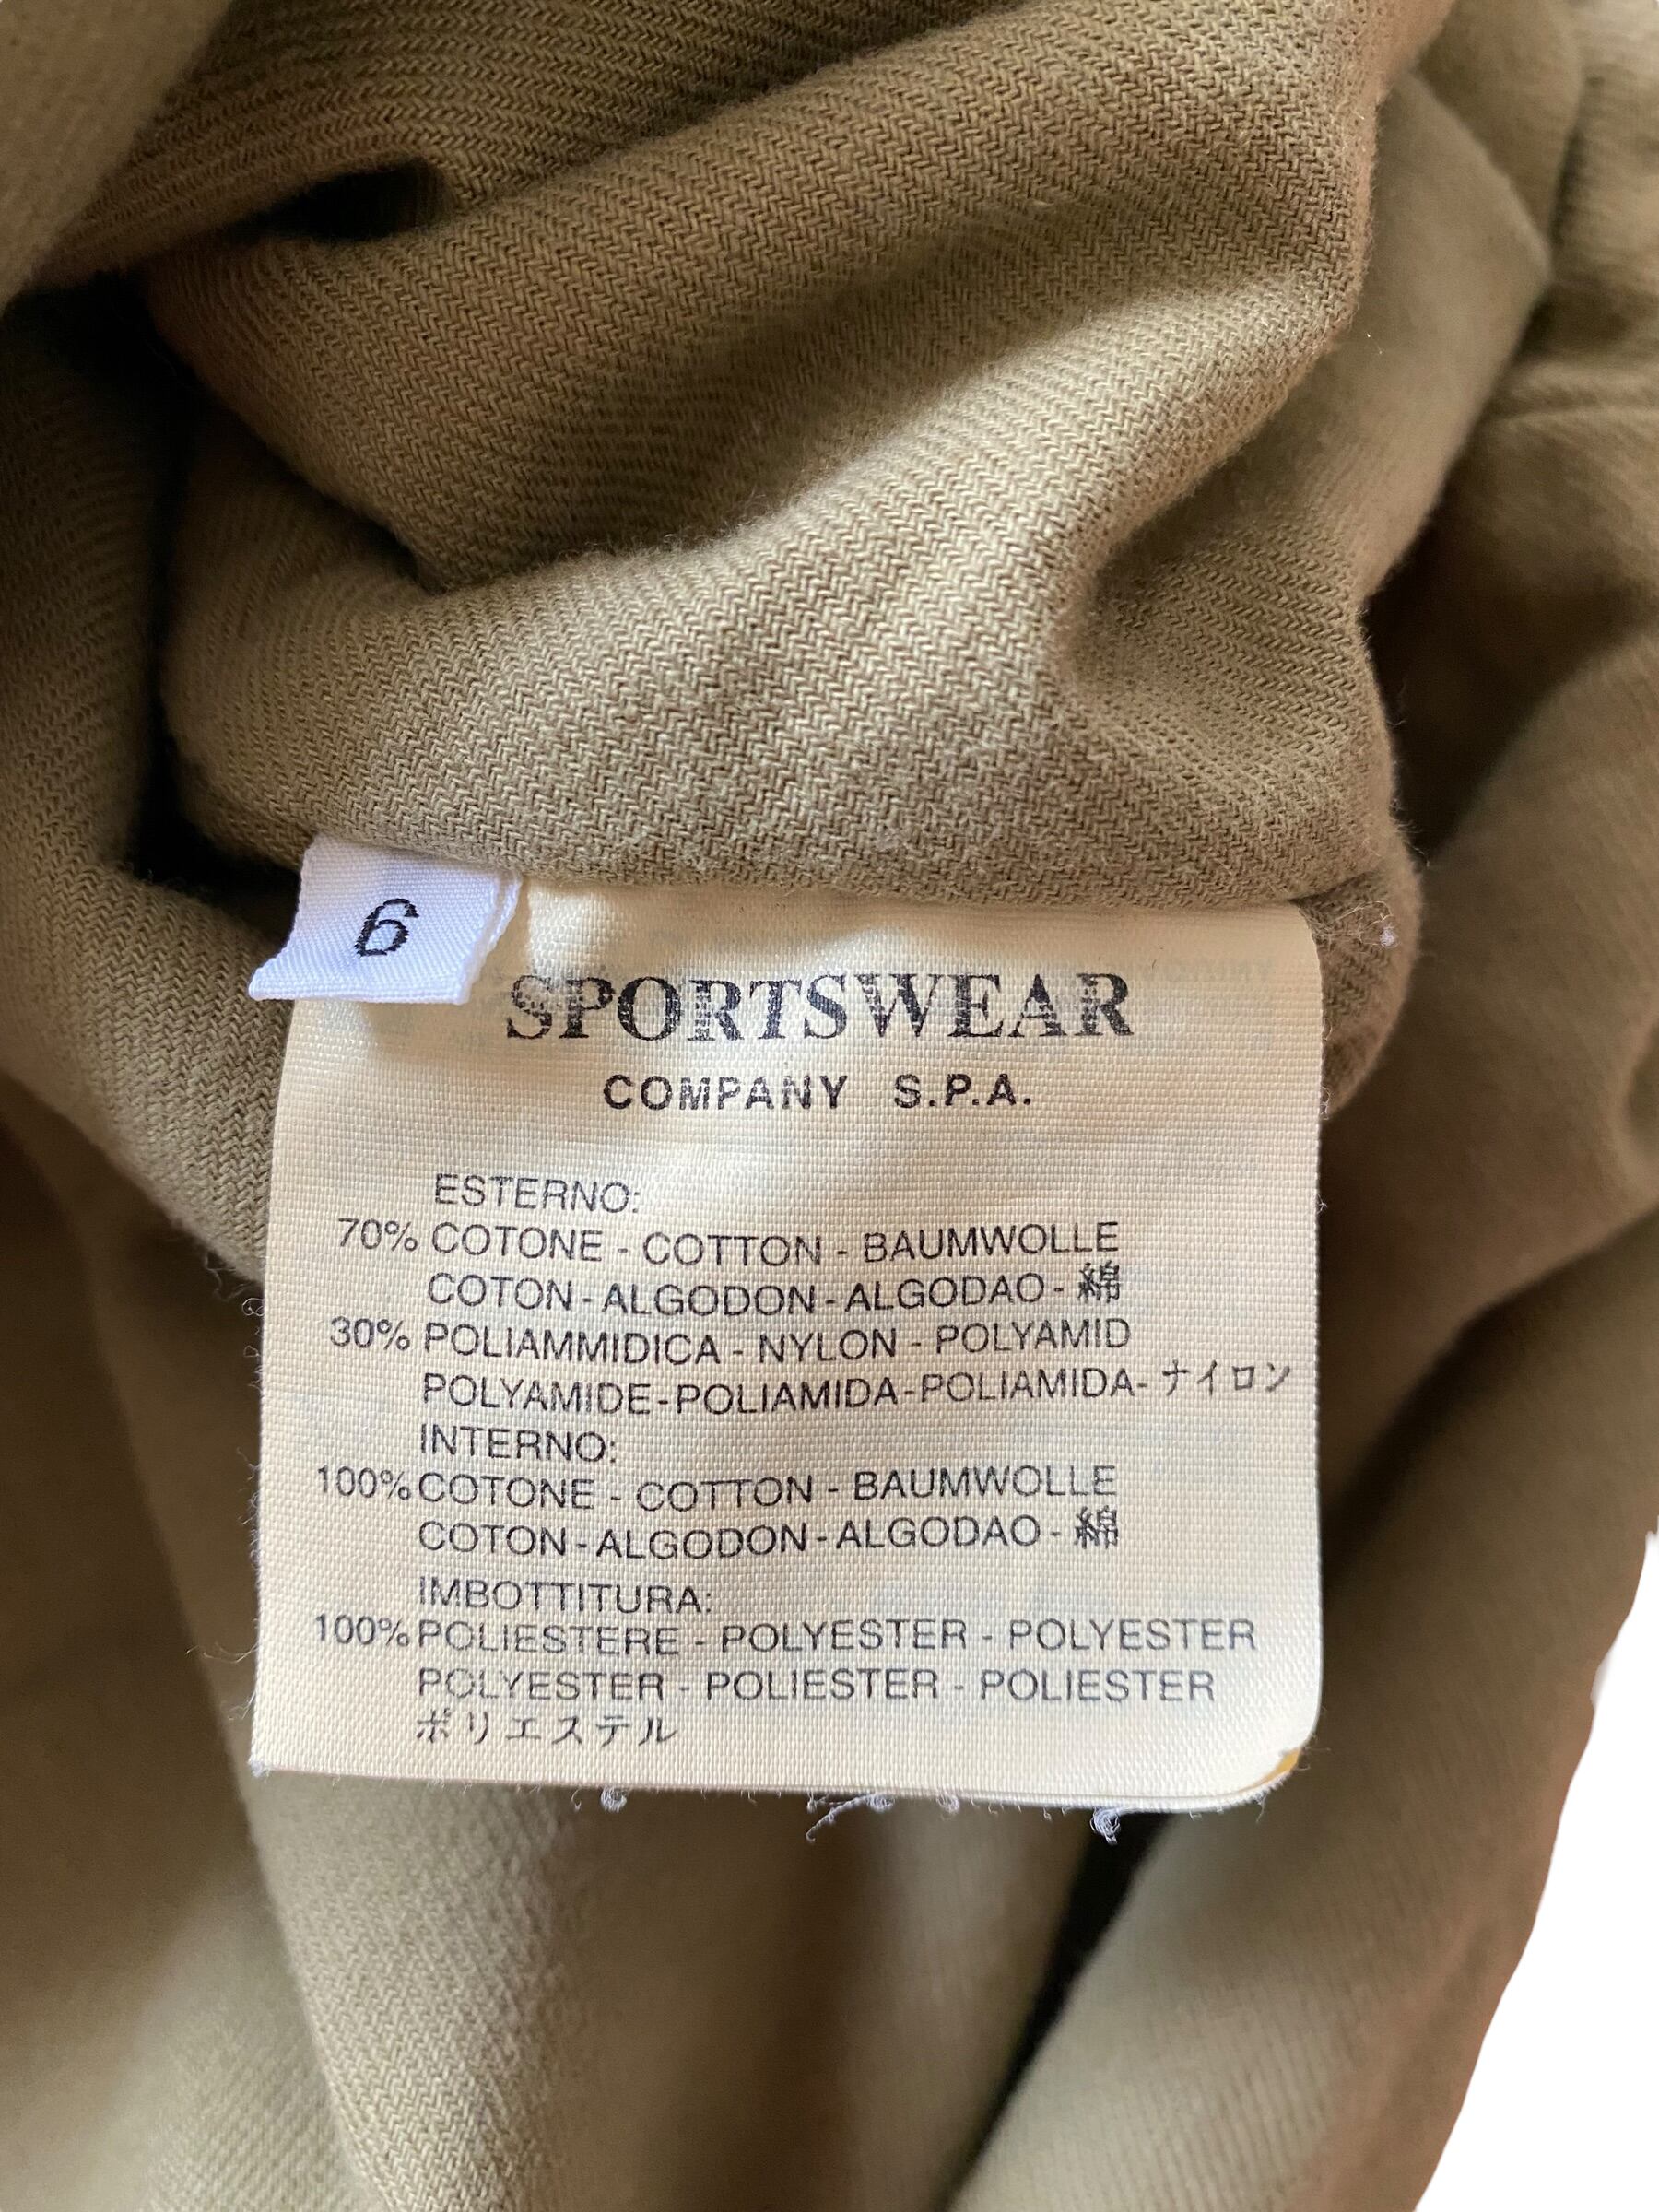 6
SPORTSWEAR
COMPANY S.P.A.
ESTERNO:
70% COTONE - COTTON - BAUMWOLLE
COTON - ALGODON - ALGODAO - 綿
30% POLIAMMIDICA - NYLON - POLYAMID
POLYAMIDE - POLIAMIDA - POLIAMIDA - ナイロン
INTERNO:
100% COTONE - COTTON - BAUMWOLLE
COTON - ALGODON - ALGODAO - 綿
IMBOTTITURA:
100% POLIESTERE - POLYESTER - POLYESTER
POLYESTER - POLIESTER - POLIESTER
ポリエステル